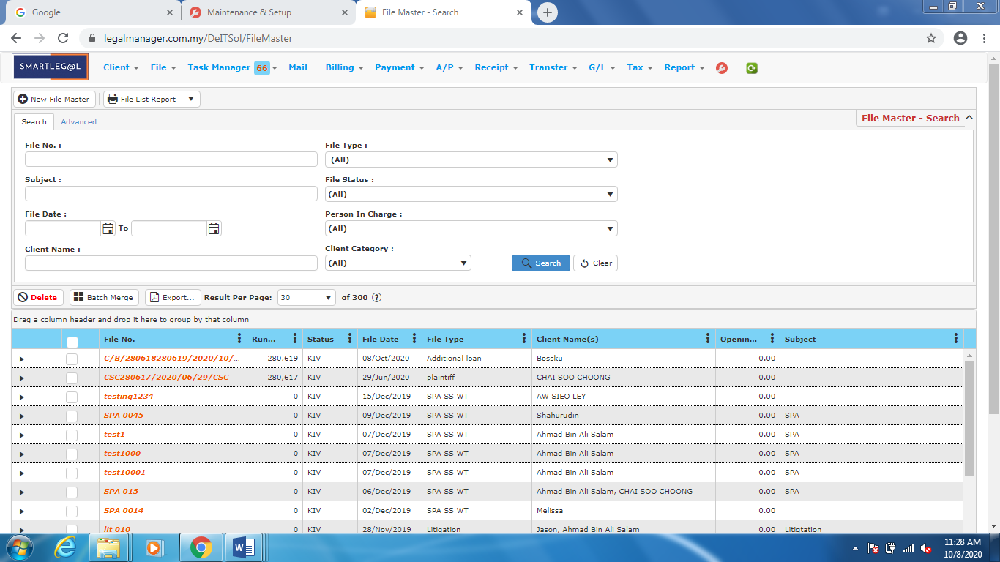 Google
Maintenance & Setup
File Master - Search
legalmanager.com.my/DeITSol/FileMaster
SMARTLEG@L Client File Task Manager 66 Mail Billing Payment A/P Receipt Transfer G/L Tax Report
New File Master File List Report
Search Advanced File Master - Search
File No. : File Type :
(All)
Subject : File Status :
(All)
File Date : Person In Charge :
To (All)
Client Name : Client Category :
(All) Search Clear
Delete Batch Merge Export... Result Per Page: 30 of 300 ?
Drag a column header and drop it here to group by that column
File No. Run... Status File Date File Type Client Name(s) Openin... Subject
C/B/280618280619/2020/10/... 280,619 KIV 08/Oct/2020 Additional loan Bossku 0.00
CSC280617/2020/06/29/CSC 280,617 KIV 29/Jun/2020 plaintiff CHAI SOO CHOONG 0.00
testing1234 0 KIV 15/Dec/2019 SPA SS WT AW SIEO LEY 0.00
SPA 0045 0 KIV 09/Dec/2019 SPA SS WT Shahurudin 0.00 SPA
test1 0 KIV 07/Dec/2019 SPA SS WT Ahmad Bin Ali Salam 0.00 SPA
test1000 0 KIV 07/Dec/2019 SPA SS WT Ahmad Bin Ali Salam 0.00 SPA
test10001 0 KIV 07/Dec/2019 SPA SS WT Ahmad Bin Ali Salam 0.00 SPA
SPA 015 0 KIV 06/Dec/2019 SPA SS WT Ahmad Bin Ali Salam, CHAI SOO CHOONG 0.00 SPA
SPA 0014 0 KIV 02/Dec/2019 SPA SS WT Melissa 0.00
lit 010 0 KIV 28/Nov/2019 Litigation Jason, Ahmad Bin Ali Salam 0.00 Litigtation
11:28 AM
10/8/2020